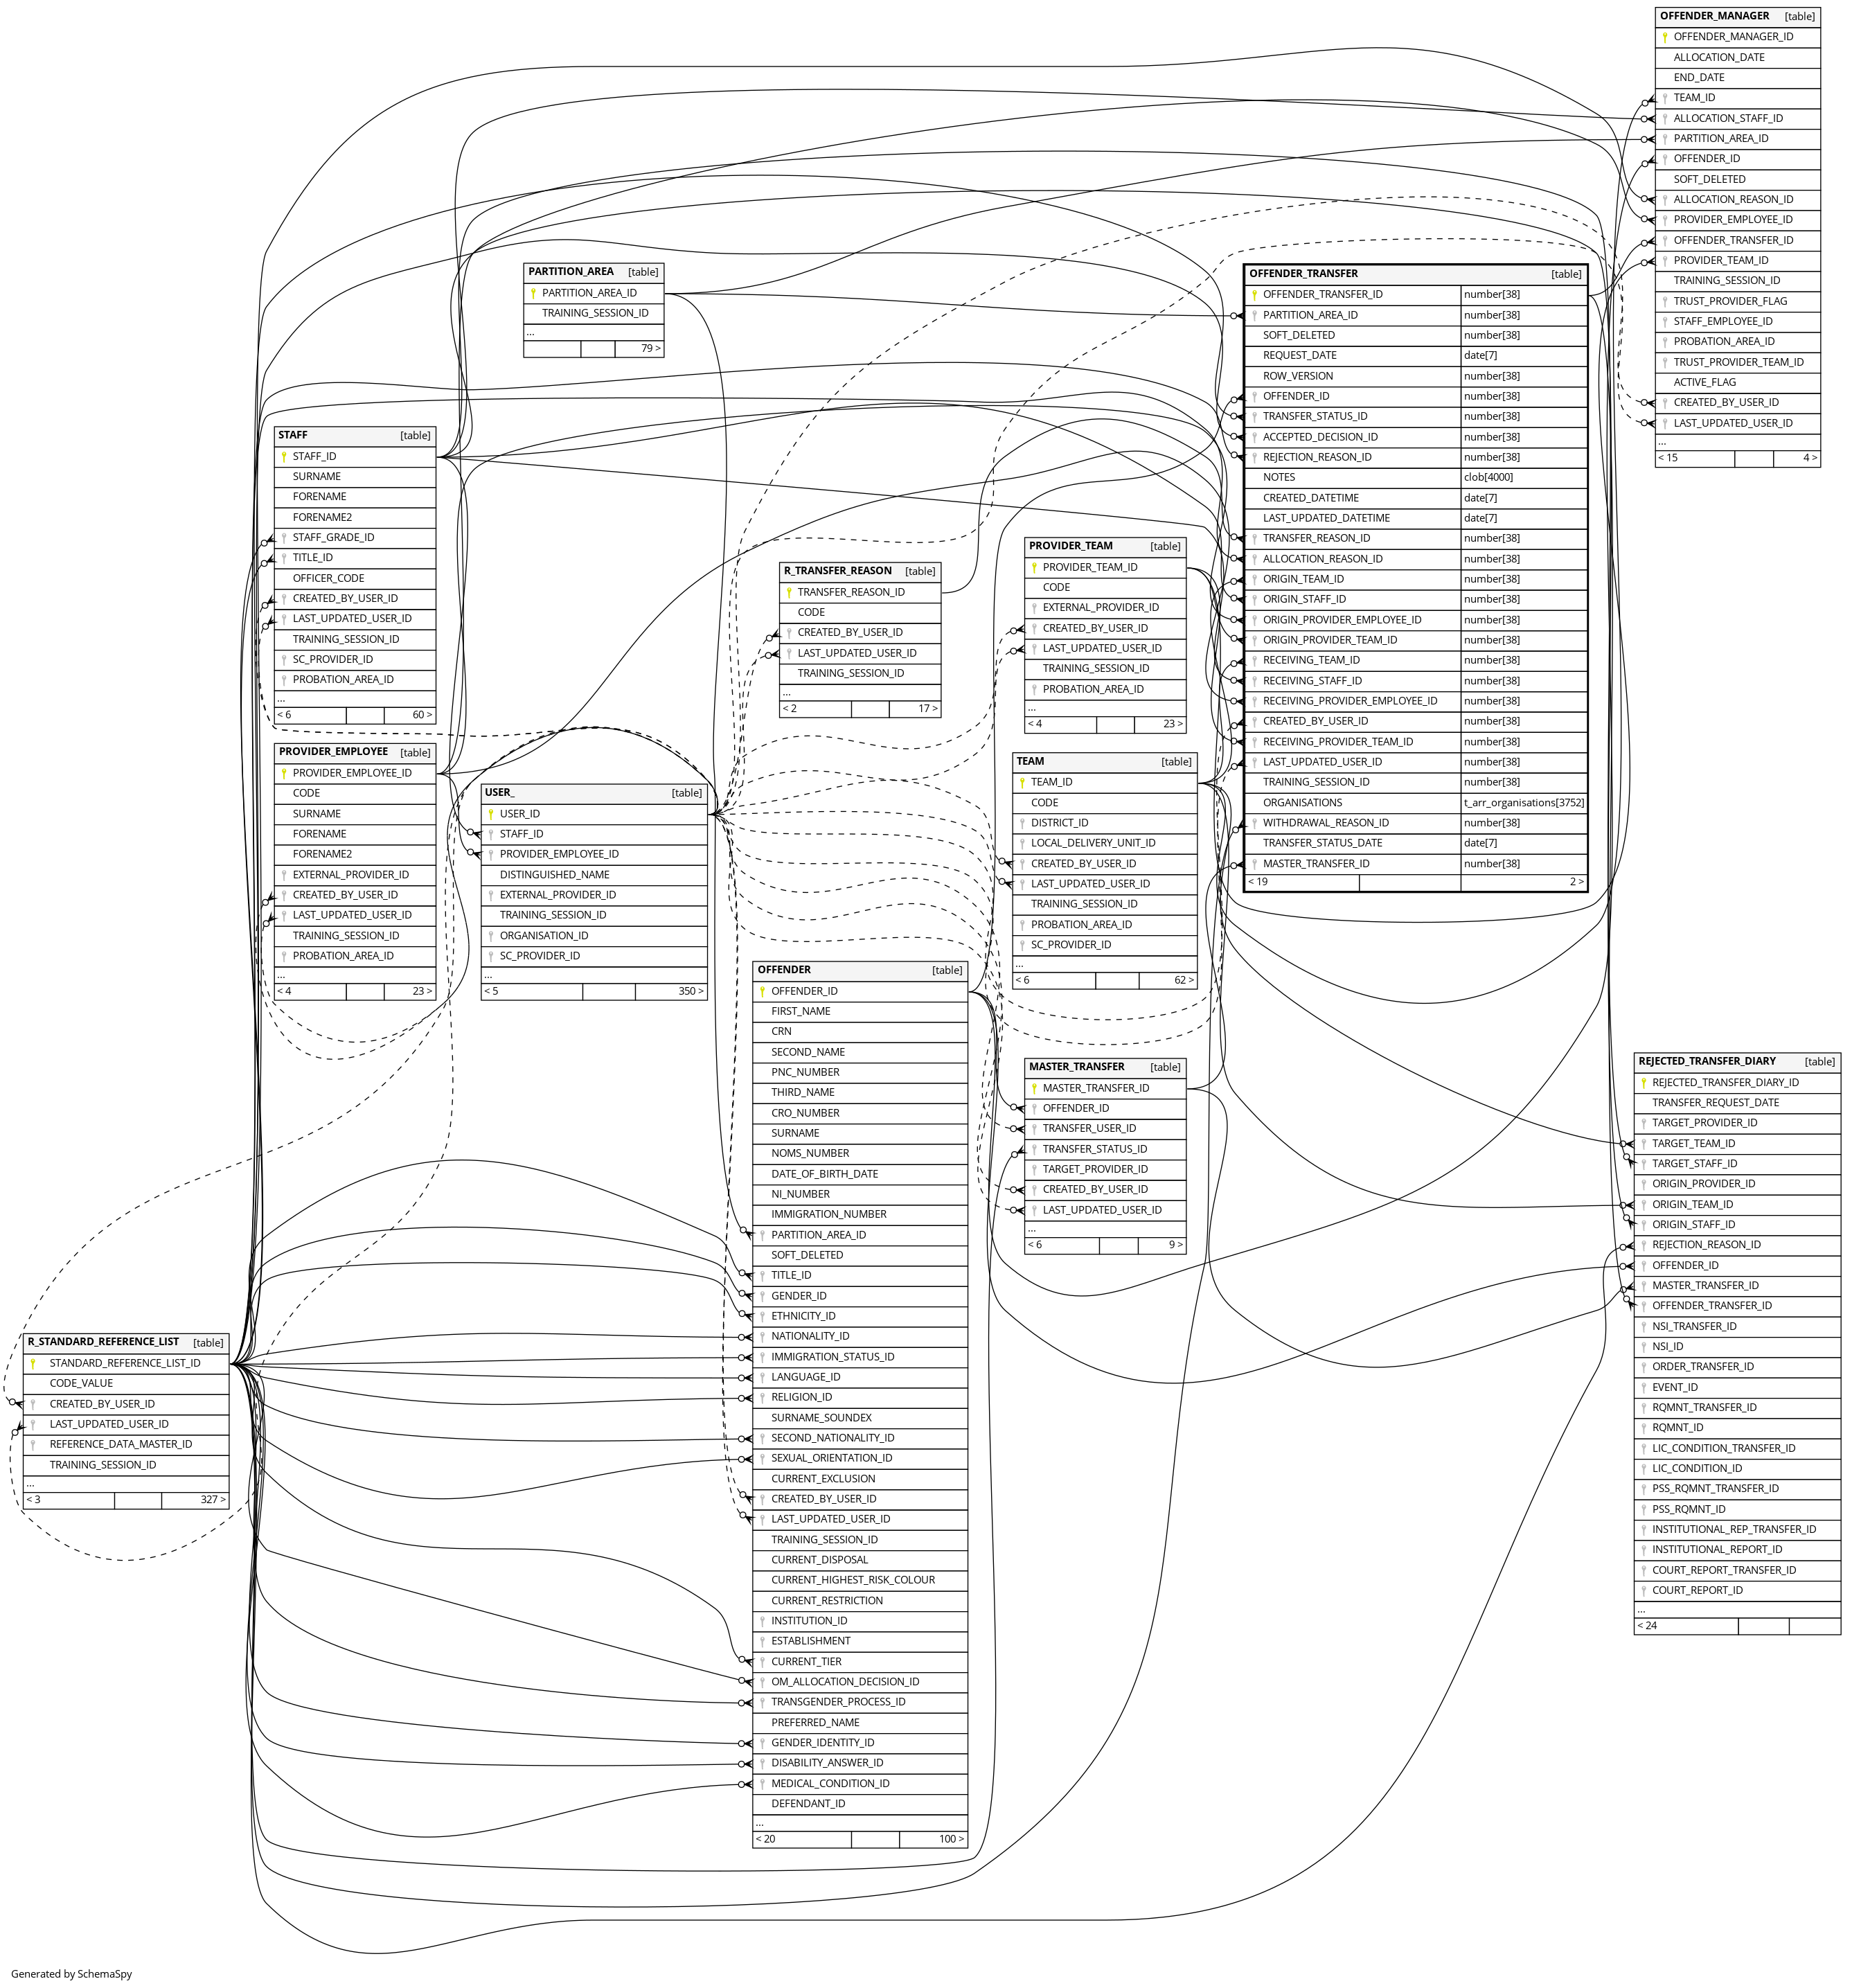 OFFENDER_MANAGER [table]
OFFENDER_MANAGER_ID
ALLOCATION_DATE
END_DATE
TEAM_ID
ALLOCATION_STAFF_ID
PARTITION_AREA_ID
OFFENDER_ID
SOFT_DELETED
ALLOCATION_REASON_ID
PROVIDER_EMPLOYEE_ID
OFFENDER_TRANSFER_ID
PROVIDER_TEAM_ID
TRAINING_SESSION_ID
TRUST_PROVIDER_FLAG
STAFF_EMPLOYEE_ID
PROBATION_AREA_ID
TRUST_PROVIDER_TEAM_ID
ACTIVE_FLAG
CREATED_BY_USER_ID
LAST_UPDATED_USER_ID
...
< 15 4 >
PARTITION_AREA [table]
PARTITION_AREA_ID
TRAINING_SESSION_ID
...
79 >
OFFENDER_TRANSFER [table]
OFFENDER_TRANSFER_ID number[38]
PARTITION_AREA_ID number[38]
SOFT_DELETED number[38]
REQUEST_DATE date[7]
ROW_VERSION number[38]
OFFENDER_ID number[38]
TRANSFER_STATUS_ID number[38]
ACCEPTED_DECISION_ID number[38]
REJECTION_REASON_ID number[38]
NOTES clob[4000]
CREATED_DATETIME date[7]
LAST_UPDATED_DATETIME date[7]
TRANSFER_REASON_ID number[38]
ALLOCATION_REASON_ID number[38]
ORIGIN_TEAM_ID number[38]
ORIGIN_STAFF_ID number[38]
ORIGIN_PROVIDER_EMPLOYEE_ID number[38]
ORIGIN_PROVIDER_TEAM_ID number[38]
RECEIVING_TEAM_ID number[38]
RECEIVING_STAFF_ID number[38]
RECEIVING_PROVIDER_EMPLOYEE_ID number[38]
CREATED_BY_USER_ID number[38]
RECEIVING_PROVIDER_TEAM_ID number[38]
LAST_UPDATED_USER_ID number[38]
TRAINING_SESSION_ID number[38]
ORGANISATIONS t_arr_organisations[3752]
WITHDRAWAL_REASON_ID number[38]
TRANSFER_STATUS_DATE date[7]
MASTER_TRANSFER_ID number[38]
< 19 2 >
STAFF [table]
STAFF_ID
SURNAME
FORENAME
FORENAME2
STAFF_GRADE_ID
TITLE_ID
OFFICER_CODE
CREATED_BY_USER_ID
LAST_UPDATED_USER_ID
TRAINING_SESSION_ID
SC_PROVIDER_ID
PROBATION_AREA_ID
...
< 6 60 >
R_TRANSFER_REASON [table]
TRANSFER_REASON_ID
CODE
CREATED_BY_USER_ID
LAST_UPDATED_USER_ID
TRAINING_SESSION_ID
...
< 2 17 >
PROVIDER_TEAM [table]
PROVIDER_TEAM_ID
CODE
EXTERNAL_PROVIDER_ID
CREATED_BY_USER_ID
LAST_UPDATED_USER_ID
TRAINING_SESSION_ID
PROBATION_AREA_ID
...
< 4 23 >
PROVIDER_EMPLOYEE [table]
PROVIDER_EMPLOYEE_ID
CODE
SURNAME
FORENAME
FORENAME2
EXTERNAL_PROVIDER_ID
CREATED_BY_USER_ID
LAST_UPDATED_USER_ID
TRAINING_SESSION_ID
PROBATION_AREA_ID
...
< 4 23 >
USER_ [table]
USER_ID
STAFF_ID
PROVIDER_EMPLOYEE_ID
DISTINGUISHED_NAME
EXTERNAL_PROVIDER_ID
TRAINING_SESSION_ID
ORGANISATION_ID
SC_PROVIDER_ID
...
< 5 350 >
TEAM [table]
TEAM_ID
CODE
DISTRICT_ID
LOCAL_DELIVERY_UNIT_ID
CREATED_BY_USER_ID
LAST_UPDATED_USER_ID
TRAINING_SESSION_ID
PROBATION_AREA_ID
SC_PROVIDER_ID
...
< 6 62 >
OFFENDER [table]
OFFENDER_ID
FIRST_NAME
CRN
SECOND_NAME
PNC_NUMBER
THIRD_NAME
CRO_NUMBER
SURNAME
NOMS_NUMBER
DATE_OF_BIRTH_DATE
NI_NUMBER
IMMIGRATION_NUMBER
PARTITION_AREA_ID
SOFT_DELETED
TITLE_ID
GENDER_ID
ETHNICITY_ID
NATIONALITY_ID
IMMIGRATION_STATUS_ID
LANGUAGE_ID
RELIGION_ID
SURNAME_SOUNDEX
SECOND_NATIONALITY_ID
SEXUAL_ORIENTATION_ID
CURRENT_EXCLUSION
CREATED_BY_USER_ID
LAST_UPDATED_USER_ID
TRAINING_SESSION_ID
CURRENT_DISPOSAL
CURRENT_HIGHEST_RISK_COLOUR
CURRENT_RESTRICTION
INSTITUTION_ID
ESTABLISHMENT
CURRENT_TIER
OM_ALLOCATION_DECISION_ID
TRANSGENDER_PROCESS_ID
PREFERRED_NAME
GENDER_IDENTITY_ID
DISABILITY_ANSWER_ID
MEDICAL_CONDITION_ID
DEFENDANT_ID
...
< 20 100 >
MASTER_TRANSFER [table]
MASTER_TRANSFER_ID
OFFENDER_ID
TRANSFER_USER_ID
TRANSFER_STATUS_ID
TARGET_PROVIDER_ID
CREATED_BY_USER_ID
LAST_UPDATED_USER_ID
...
< 6 9 >
REJECTED_TRANSFER_DIARY [table]
REJECTED_TRANSFER_DIARY_ID
TRANSFER_REQUEST_DATE
TARGET_PROVIDER_ID
TARGET_TEAM_ID
TARGET_STAFF_ID
ORIGIN_PROVIDER_ID
ORIGIN_TEAM_ID
ORIGIN_STAFF_ID
REJECTION_REASON_ID
OFFENDER_ID
MASTER_TRANSFER_ID
OFFENDER_TRANSFER_ID
NSI_TRANSFER_ID
NSI_ID
ORDER_TRANSFER_ID
EVENT_ID
RQMNT_TRANSFER_ID
RQMNT_ID
LIC_CONDITION_TRANSFER_ID
LIC_CONDITION_ID
PSS_RQMNT_TRANSFER_ID
PSS_RQMNT_ID
INSTITUTIONAL_REP_TRANSFER_ID
INSTITUTIONAL_REPORT_ID
COURT_REPORT_TRANSFER_ID
COURT_REPORT_ID
...
< 24
R_STANDARD_REFERENCE_LIST [table]
STANDARD_REFERENCE_LIST_ID
CODE_VALUE
CREATED_BY_USER_ID
LAST_UPDATED_USER_ID
REFERENCE_DATA_MASTER_ID
TRAINING_SESSION_ID
...
< 3 327 >
Generated by SchemaSpy